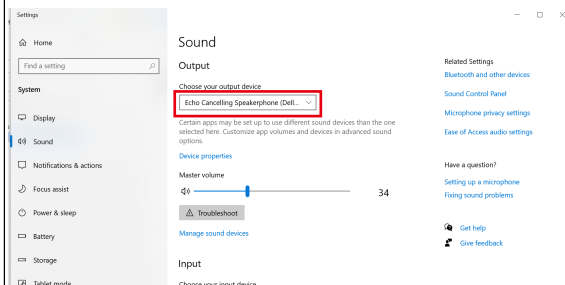 Settings
Home
Find a setting
System
Display
Sound
Notifications & actions
Focus assist
Power & sleep
Battery
Storage
Tablet mode
Sound
Output
Choose your output device
Echo Cancelling Speakerphone (Dell...
Certain apps may be set up to use different sound devices than the one
selected here. Customize app volumes and devices in advanced sound
options.
Device properties
Master volume
34
Troubleshoot
Manage sound devices
Input
Choose your input device
Related Settings
Bluetooth and other devices
Sound Control Panel
Microphone privacy settings
Ease of Access audio settings
Have a question?
Setting up a microphone
Fixing sound problems
Get help
Give feedback